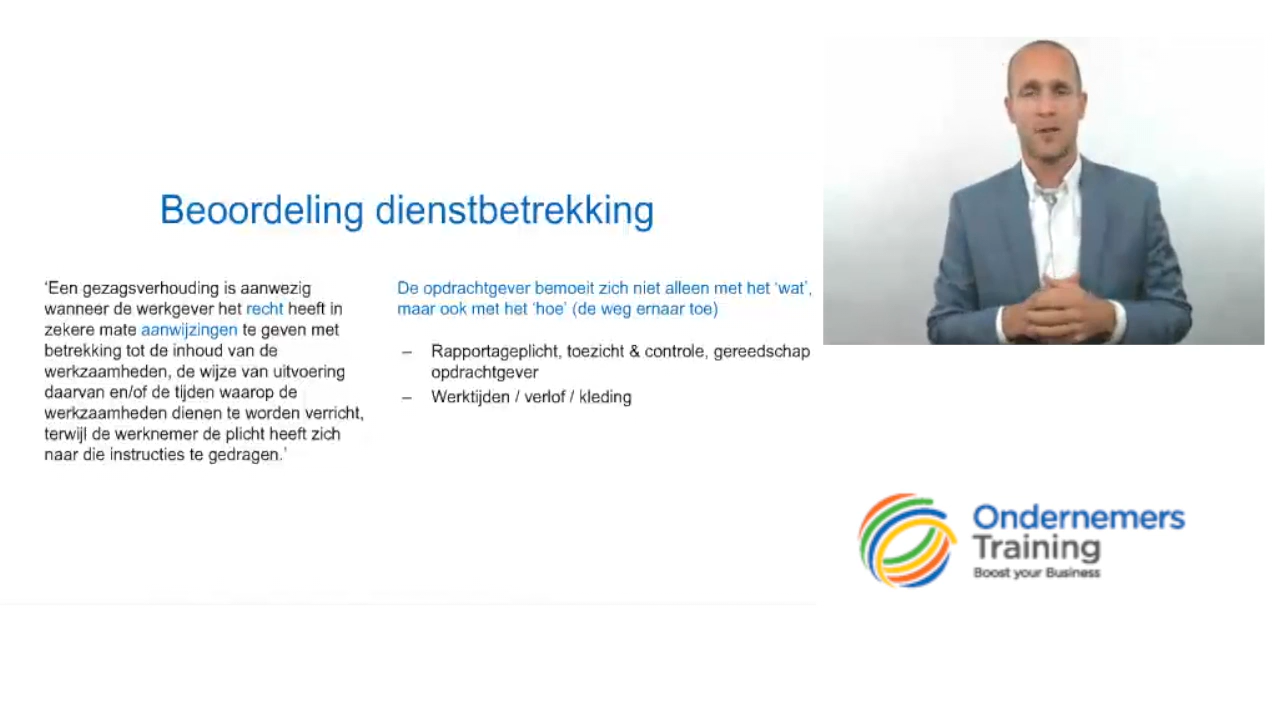 Beoordeling dienstbetrekking
‘Een gezagsverhouding is aanwezig
wanneer de werkgever het recht heeft in
zekere mate aanwijzingen te geven met
betrekking tot de inhoud van de
werkzaamheden, de wijze van uitvoering
daarvan en/of de tijden waarop de
werkzaamheden dienen te worden verricht,
terwijl de werknemer de plicht heeft zich
naar die instructies te gedragen.’
De opdrachtgever bemoeit zich niet alleen met het ‘wat’,
maar ook met het ‘hoe’ (de weg ernaar toe)
– Rapportageplicht, toezicht & controle, gereedschap
opdrachtgever
– Werktijden / verlof / kleding
Ondernemers
Training
Boost your Business